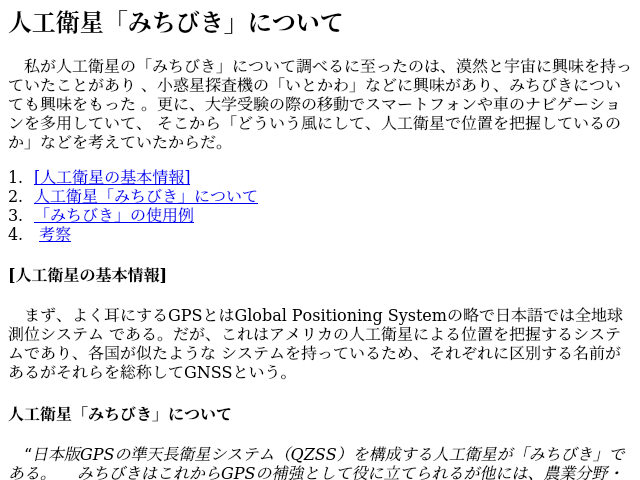 人工衛星「みちびき」について
私が人工衛星の「みちびき」について調べるに至ったのは、漠然と宇宙に興味を持っ
ていたことがあり 、小惑星探査機の「いとかわ」などに興味があり、みちびきについ
ても興味をもった 。更に、大学受験の際の移動でスマートフォンや車のナビゲーショ
ンを多用していて、 そこから「どういう風にして、人工衛星で位置を把握しているの
か」などを考えていたからだ。
1. [人工衛星の基本情報]
2. 人工衛星「みちびき」について
3. 「みちびき」の使用例
4. 考察
[人工衛星の基本情報]
まず、よく耳にするGPSとはGlobal Positioning Systemの略で日本語では全地球
測位システム である。だが、これはアメリカの人工衛星による位置を把握するシステ
ムであり、各国が似たような システムを持っているため、それぞれに区別する名前が
あるがそれらを総称してGNSSという。
人工衛星「みちびき」について
“日本版GPSの準天長衛星システム（QZSS）を構成する人工衛星が「みちびき」で
ある。 みちびきはこれからGPSの補強として役に立てられるが他には、農業分野・